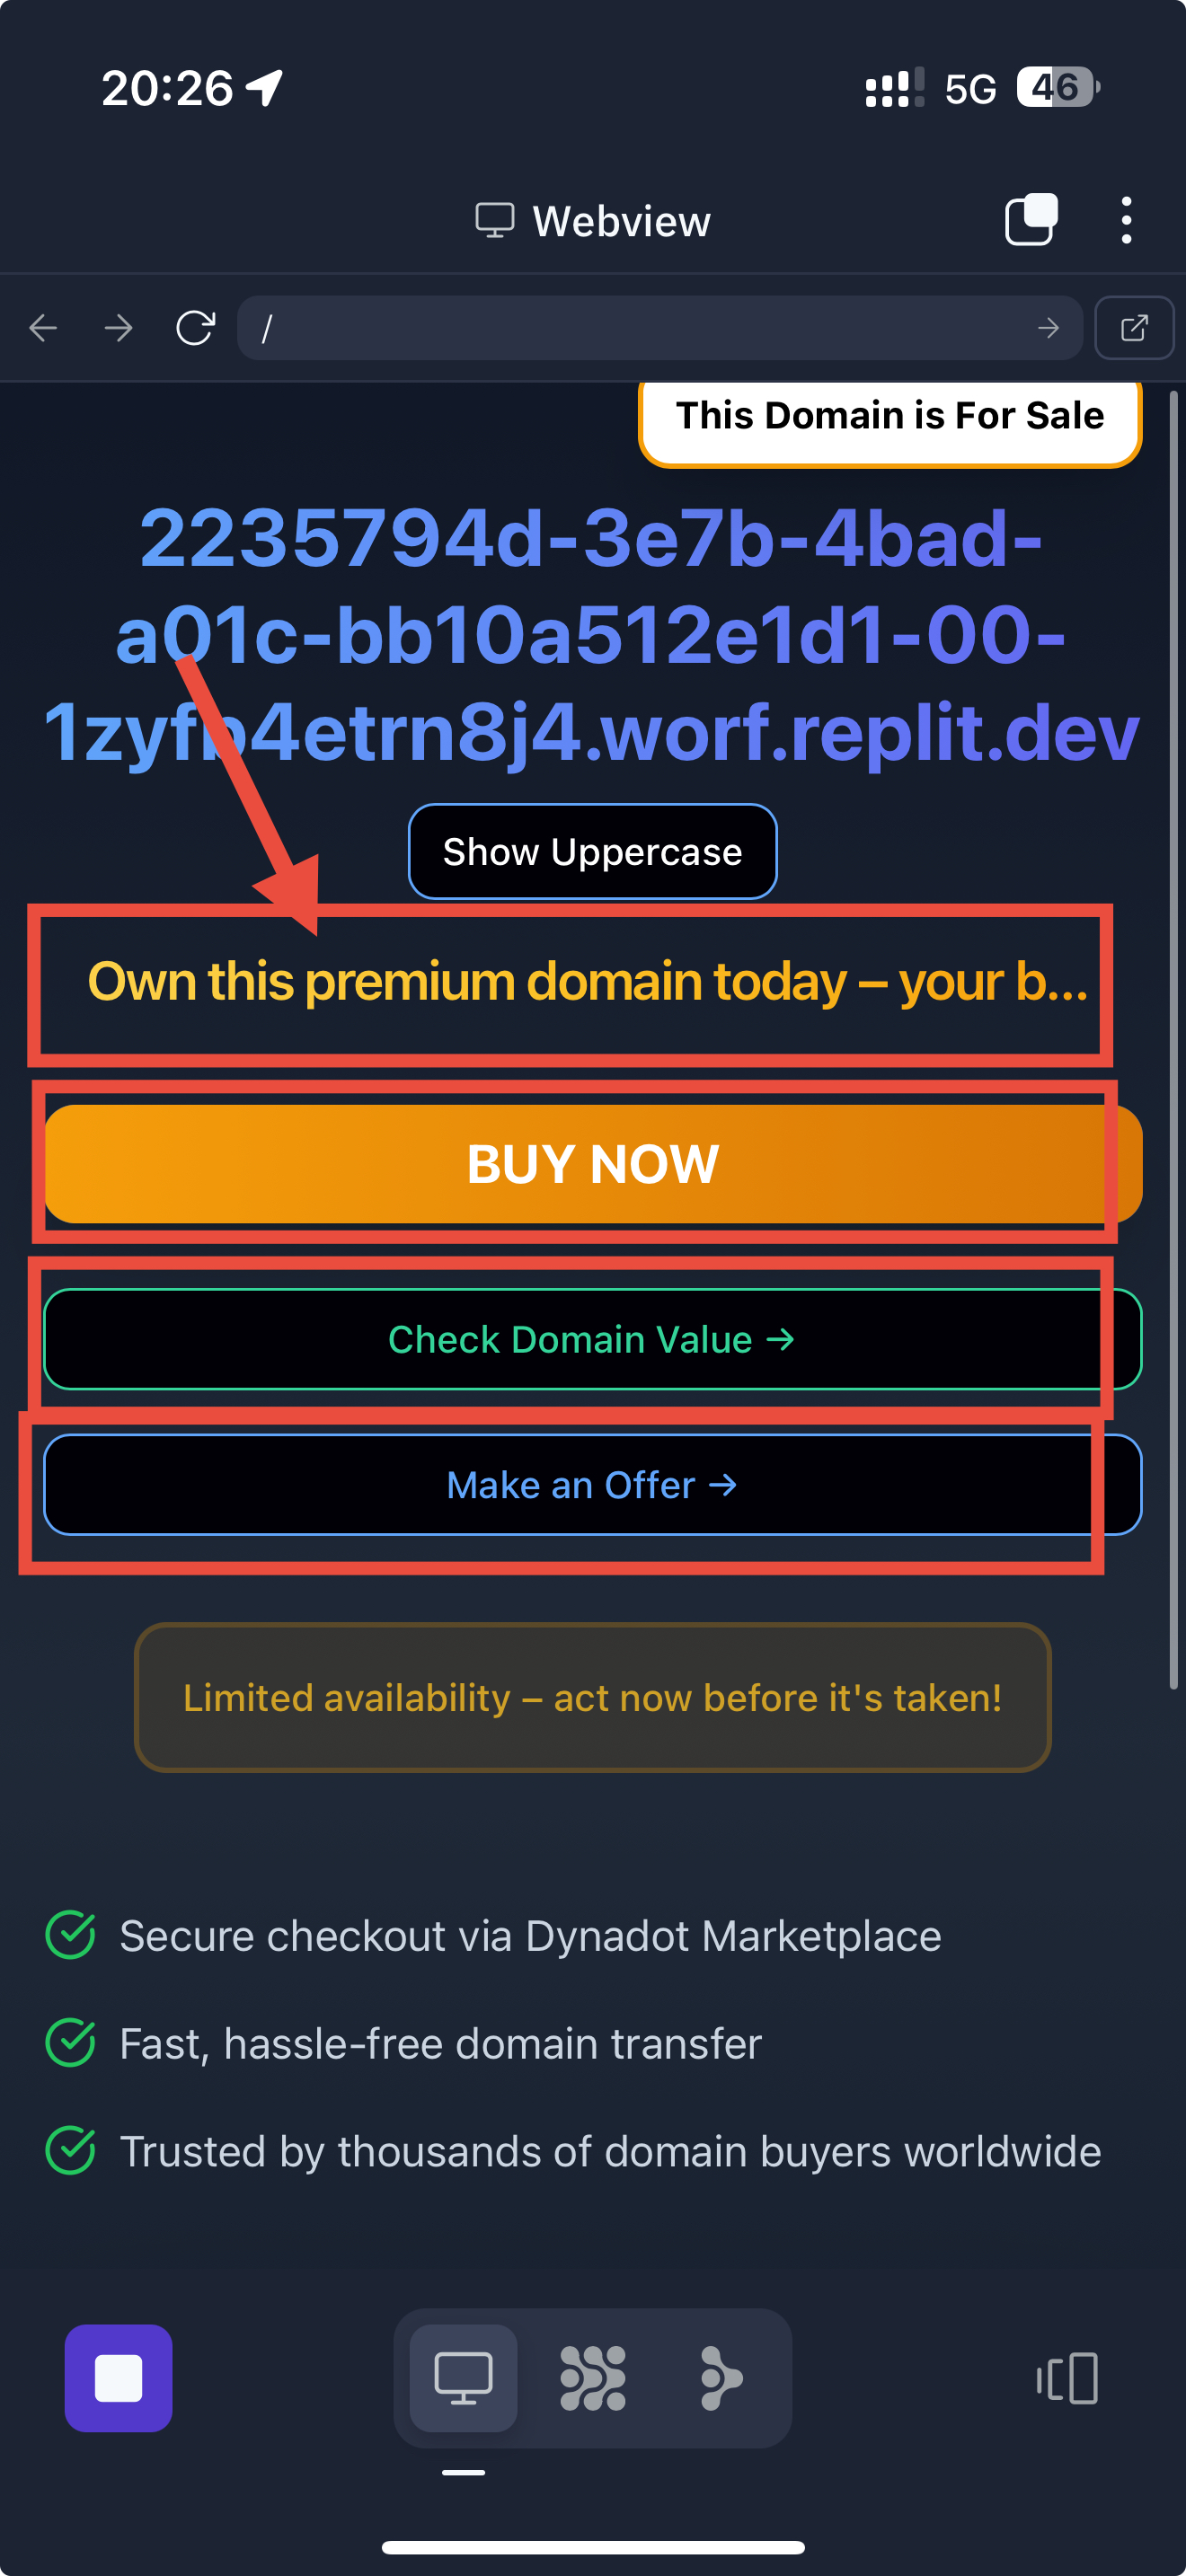 20:26
5G
46
Webview
/
This Domain is For Sale
2235794d-3e7b-4bad-
a01c-bb10a512e1d1-00-
1zyfb4etrn8j4.worf.replit.dev
Show Uppercase
Own this premium domain today – your b...
BUY NOW
Check Domain Value →
Make an Offer →
Limited availability – act now before it's taken!
Secure checkout via Dynadot Marketplace
Fast, hassle-free domain transfer
Trusted by thousands of domain buyers worldwide